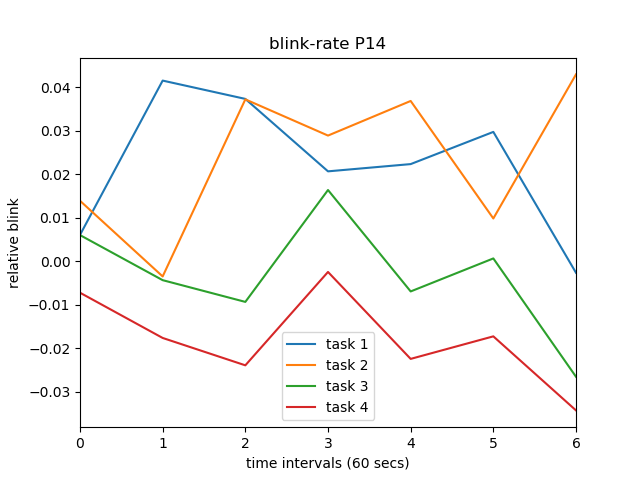 blink-rate P14
relative blink
0.04
0.03
0.02
0.01
0.00
−0.01
−0.02
−0.03
task 1
task 2
task 3
task 4
0 1 2 3 4 5 6
time intervals (60 secs)